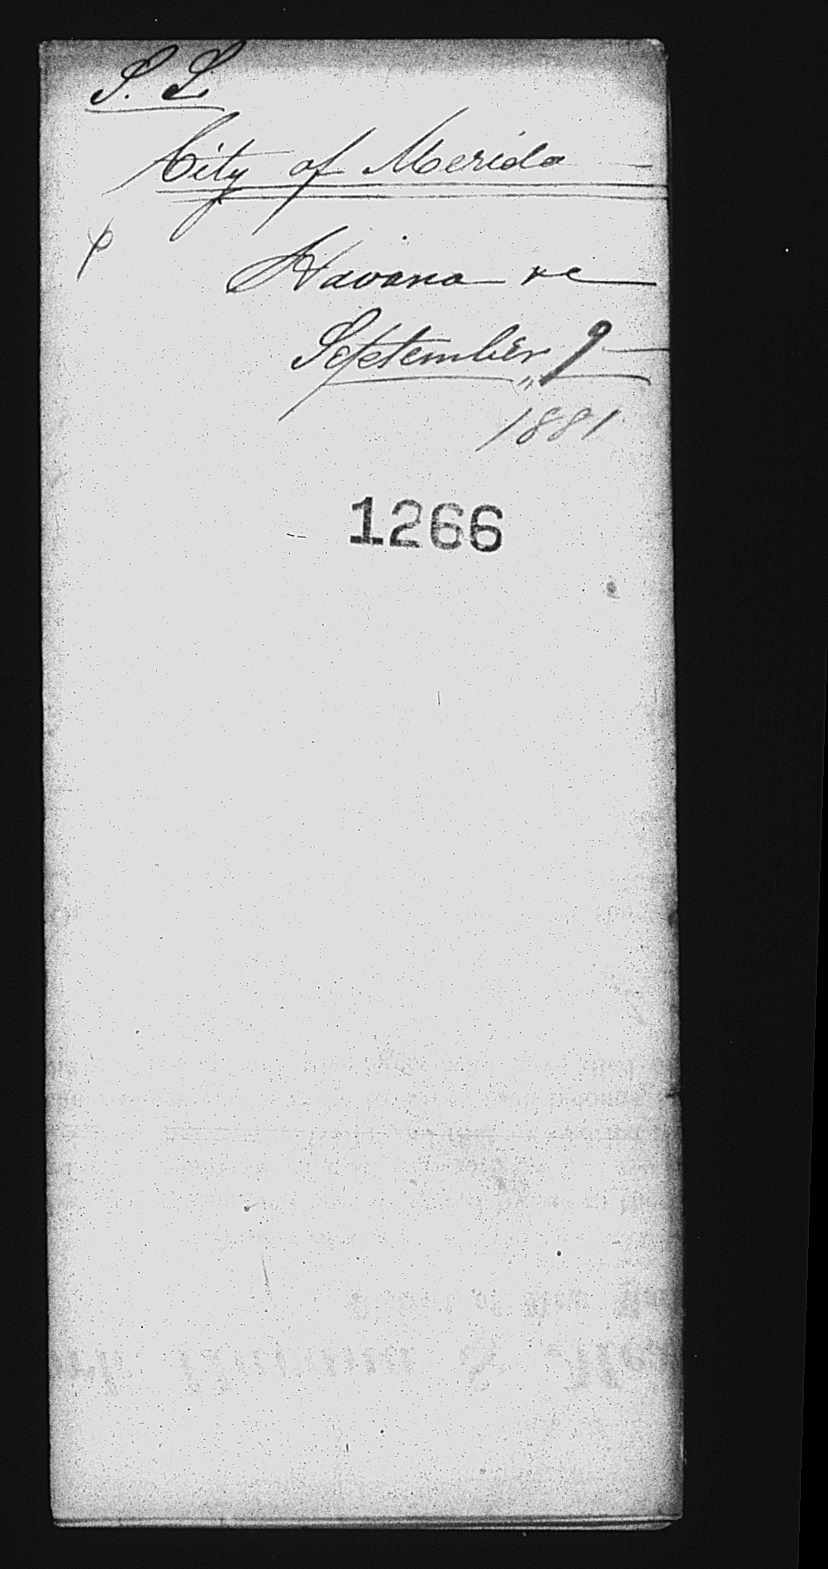 S. S.
City of Merida
Havana &c
September 9
1881
1266